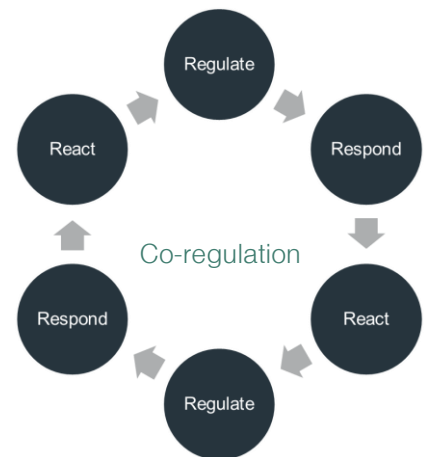 Regulate
Respond
React
Regulate
Respond
React
Co-regulation